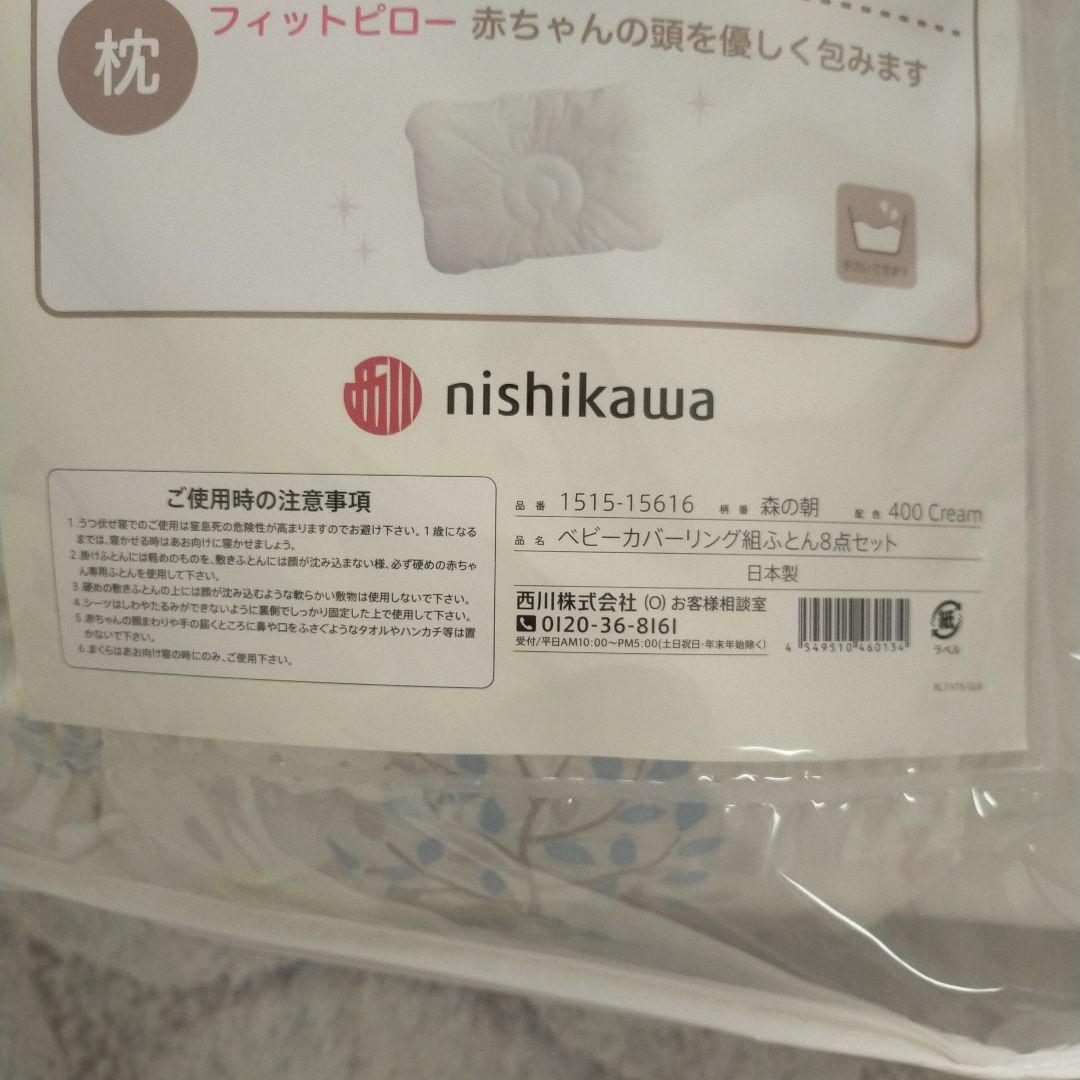 枕
フィットピロー 赤ちゃんの頭を優しく包みます
西川
nishikawa
ご使用時の注意事項
1.うつ伏せ寝でのご使用は窒息死の危険性が高まりますのでお避け下さい。1歳になる
までは、寝かせる時はあお向けに寝かせましょう。
2.掛けふとんには軽めのものを、敷きふとんには顔が沈み込まない様、必ず硬めの赤ちゃ
ん専用ふとんを使用して下さい。
3.硬めの敷きふとんの上には顔が沈み込むような軟らかい敷物は使用しないで下さい。
4.シーツはしわやたるみができないように裏側でしっかり固定した上で使用して下さい。
5.赤ちゃんの顔まわりや手の届くところに鼻や口をふさぐようなタオルやハンカチ等は置
かないで下さい。
6.まくらはあお向け寝の時にのみ、ご使用下さい。
品番 1515-15616 柄番 森の朝 配色 400 Cream
品名 ベビーカバーリング組ふとん8点セット
日本製
西川株式会社 (O) お客様相談室
0120-36-8161
受付/平日AM10:00〜PM5:00(土日祝日・年末年始除く)
4 549510 460134
紙
ラベル